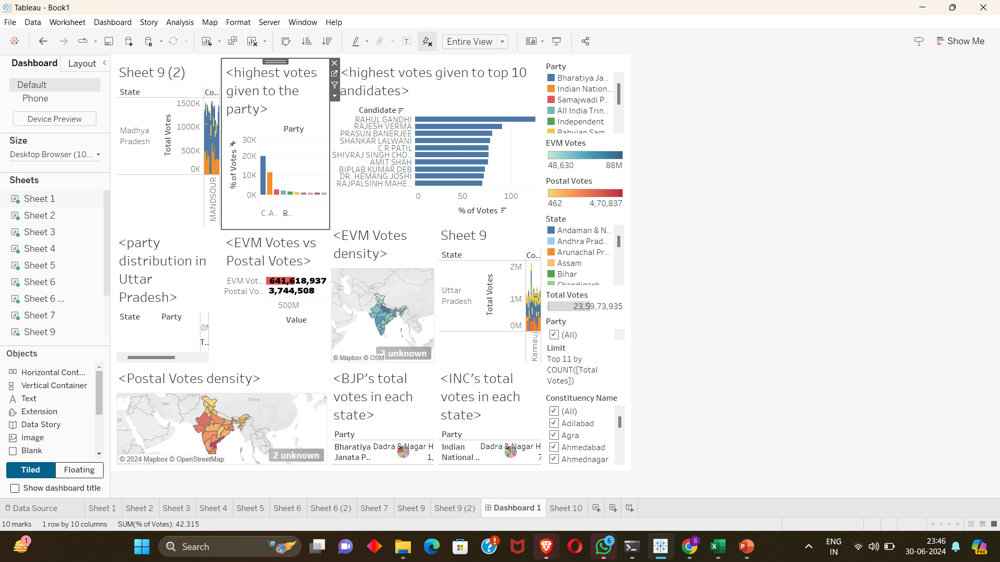 Tableau - Book1
File Data Worksheet Dashboard Story Analysis Map Format Server Window Help
Entire View
Show Me
Dashboard Layout
Default
Phone
Device Preview
Size
Desktop Browser (10...
Sheets
Sheet 1
Sheet 2
Sheet 3
Sheet 4
Sheet 5
Sheet 6
Sheet 6 ...
Sheet 7
Sheet 9
Objects
Horizontal Cont...
Vertical Container
Text
Extension
Data Story
Image
Blank
Tiled Floating
Show dashboard title
Sheet 9 (2)
State
Co..
Madhya
Pradesh
Total Votes
1500K
1000K
500K
0K
MANDSOUR
<highest votes
given to the
party>
Party
% of Votes
30K
20K
10K
0K
<highest votes given to top 10
andidates>
Candidate
RAHUL GANDHI
RAJESH VERMA
PRASUN BANERJEE
SHANKAR LALWANI
C R PATIL
SHIVRAJ SINGH CHO..
AMIT SHAH
BIPLAB KUMAR DEB
DR. HEMANG JOSHI
RAJPALSINH MAHE..
0 50 100
% of Votes
<party
distribution in
Uttar
Pradesh>
State Party
T..
<EVM Votes vs
Postal Votes>
EVM Vot.. 641,618,937
Postal Vo.. 3,744,508
500M
Value
<EVM Votes
density>
2 unknown
© Mapbox © OSM
Sheet 9
State
Co..
Uttar
Pradesh
Total Votes
2M
1M
0M
Kannauj
<Postal Votes density>
Iran
China
2 unknown
© 2024 Mapbox © OpenStreetMap
<BJP's total
votes in each
state>
Party
Bharatiya Dadra & Nagar H
Janata P.. 1,
<INC's total
votes in each
state>
Party
Indian Dadra & Nagar H
National .. 7
Party
Bharatiya Ja..
Indian Nation..
Samajwadi P..
All India Trin..
Independent
Bahujan Sam..
EVM Votes
48,630 88M
Postal Votes
462 4,70,837
State
Andaman & N..
Andhra Prad..
Arunachal Pr..
Assam
Bihar
Chandigarh
Total Votes
23,59,73,935
Party
(All)
Limit
Top 11 by
COUNT([Total
Votes])
Constituency Name
(All)
Adilabad
Agra
Ahmedabad
Ahmednagar
Data Source Sheet 1 Sheet 2 Sheet 3 Sheet 4 Sheet 5 Sheet 6 Sheet 6 (2) Sheet 7 Sheet 9 Sheet 9 (2) Dashboard 1 Sheet 10
10 marks 1 row by 10 columns SUM(% of Votes): 42,315
1
Search
6
S
ENG
IN
23:46
30-06-2024
PRE